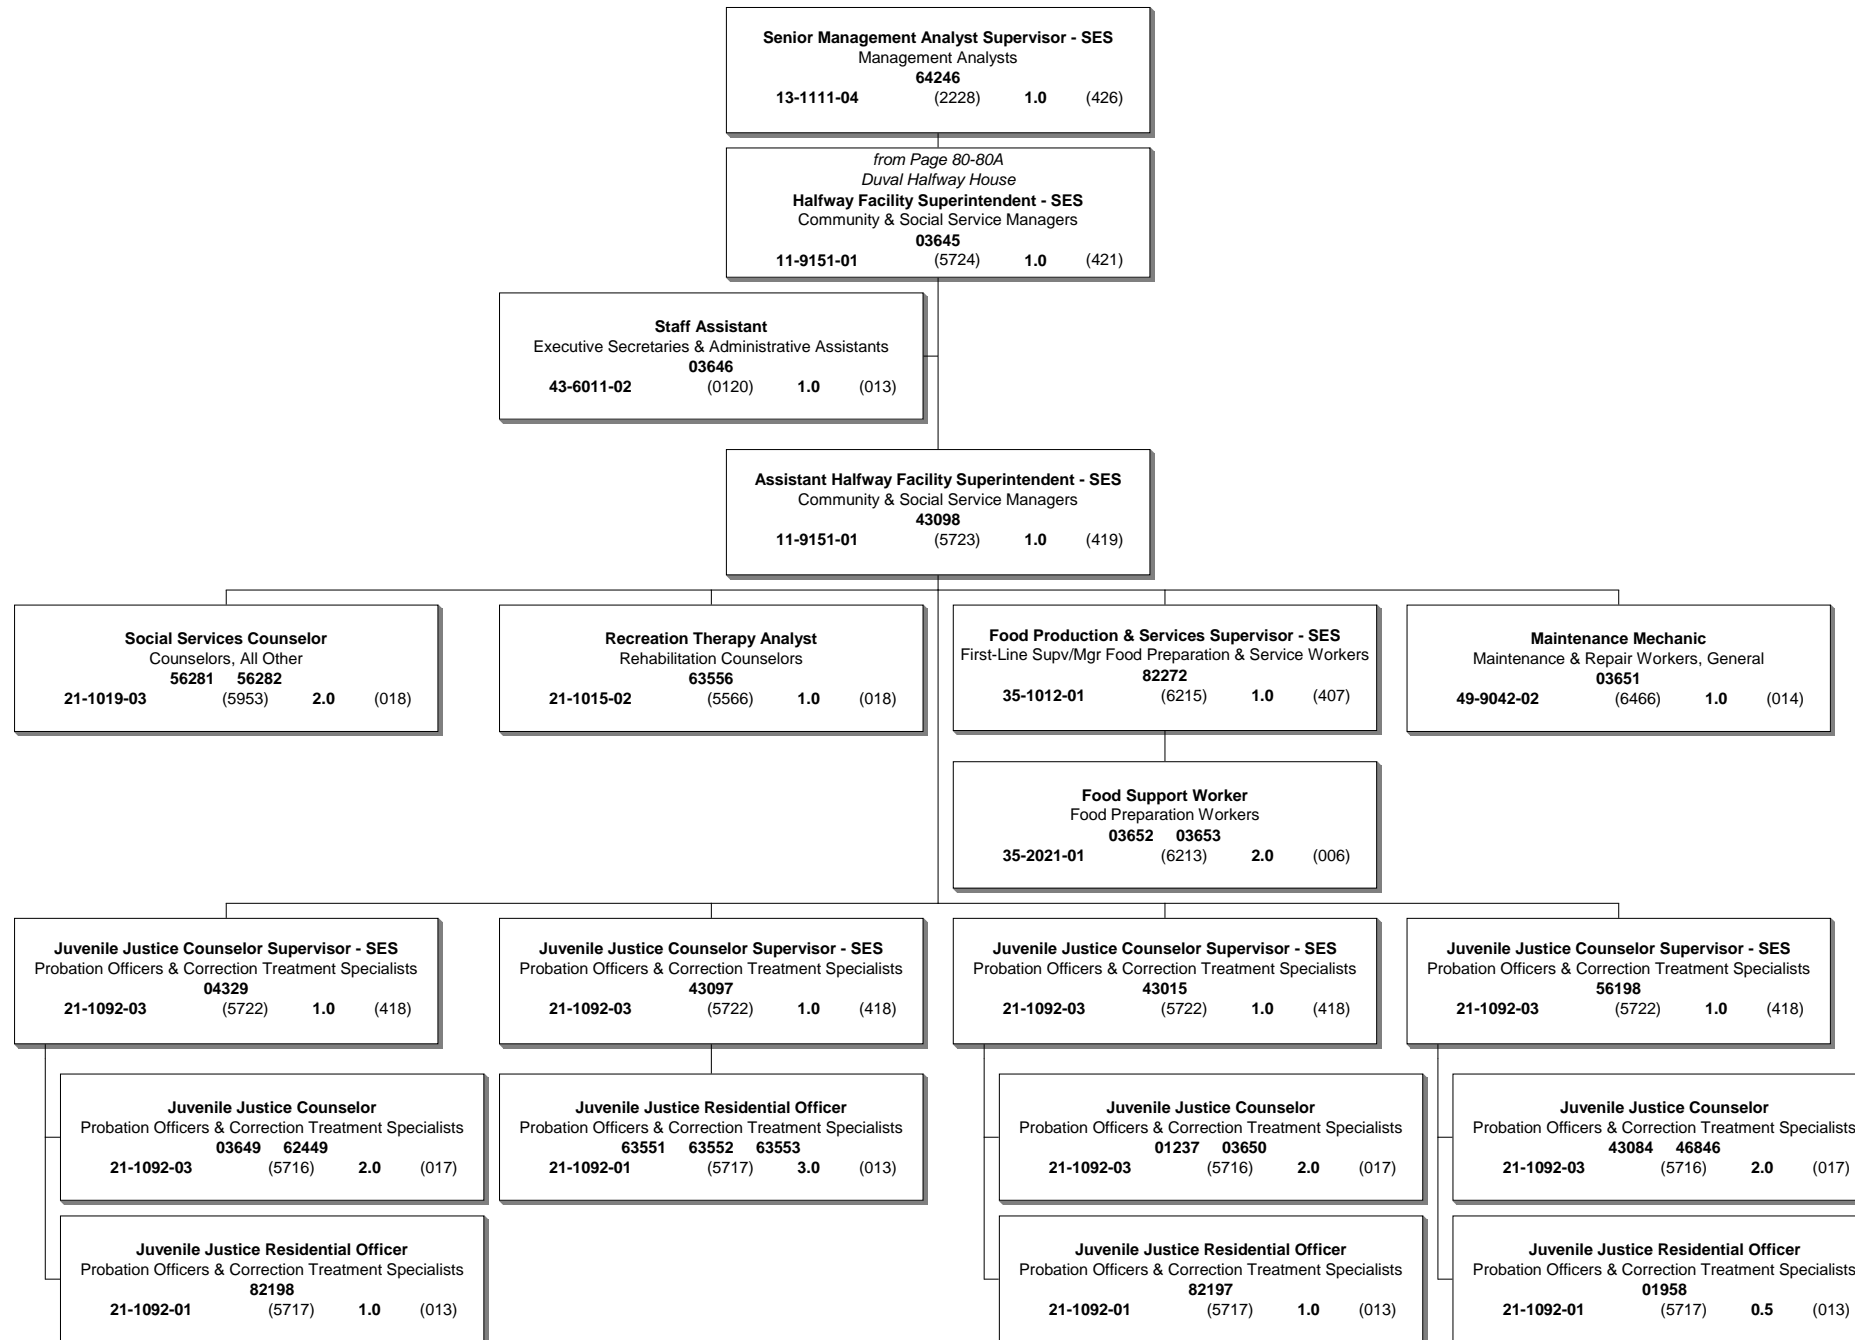 Senior Management Analyst Supervisor - SES
Management Analysts
64246
13-1111-04 (2228) 1.0 (426)
from Page 80-80A
Duval Halfway House
Halfway Facility Superintendent - SES
Community & Social Service Managers
03645
11-9151-01 (5724) 1.0 (421)
Staff Assistant
Executive Secretaries & Administrative Assistants
03646
43-6011-02 (0120) 1.0 (013)
Assistant Halfway Facility Superintendent - SES
Community & Social Service Managers
43098
11-9151-01 (5723) 1.0 (419)
Social Services Counselor
Counselors, All Other
56281 56282
21-1019-03 (5953) 2.0 (018)
Recreation Therapy Analyst
Rehabilitation Counselors
63556
21-1015-02 (5566) 1.0 (018)
Food Production & Services Supervisor - SES
First-Line Supv/Mgr Food Preparation & Service Workers
82272
35-1012-01 (6215) 1.0 (407)
Maintenance Mechanic
Maintenance & Repair Workers, General
03651
49-9042-02 (6466) 1.0 (014)
Food Support Worker
Food Preparation Workers
03652 03653
35-2021-01 (6213) 2.0 (006)
Juvenile Justice Counselor Supervisor - SES
Probation Officers & Correction Treatment Specialists
04329
21-1092-03 (5722) 1.0 (418)
Juvenile Justice Counselor Supervisor - SES
Probation Officers & Correction Treatment Specialists
43097
21-1092-03 (5722) 1.0 (418)
Juvenile Justice Counselor Supervisor - SES
Probation Officers & Correction Treatment Specialists
43015
21-1092-03 (5722) 1.0 (418)
Juvenile Justice Counselor Supervisor - SES
Probation Officers & Correction Treatment Specialists
56198
21-1092-03 (5722) 1.0 (418)
Juvenile Justice Counselor
Probation Officers & Correction Treatment Specialists
03649 62449
21-1092-03 (5716) 2.0 (017)
Juvenile Justice Residential Officer
Probation Officers & Correction Treatment Specialists
63551 63552 63553
21-1092-01 (5717) 3.0 (013)
Juvenile Justice Counselor
Probation Officers & Correction Treatment Specialists
01237 03650
21-1092-03 (5716) 2.0 (017)
Juvenile Justice Counselor
Probation Officers & Correction Treatment Specialists
43084 46846
21-1092-03 (5716) 2.0 (017)
Juvenile Justice Residential Officer
Probation Officers & Correction Treatment Specialists
82198
21-1092-01 (5717) 1.0 (013)
Juvenile Justice Residential Officer
Probation Officers & Correction Treatment Specialists
82197
21-1092-01 (5717) 1.0 (013)
Juvenile Justice Residential Officer
Probation Officers & Correction Treatment Specialists
01958
21-1092-01 (5717) 0.5 (013)